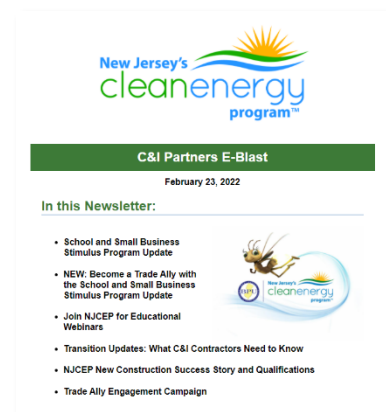 New Jersey's
cleanenergy
program™
C&I Partners E-Blast
February 23, 2022
In this Newsletter:
• School and Small Business
Stimulus Program Update
• NEW: Become a Trade Ally with
the School and Small Business
Stimulus Program Update
• Join NJCEP for Educational
Webinars
New Jersey's
cleanenergy
program™
• Transition Updates: What C&I Contractors Need to Know
• NJCEP New Construction Success Story and Qualifications
• Trade Ally Engagement Campaign